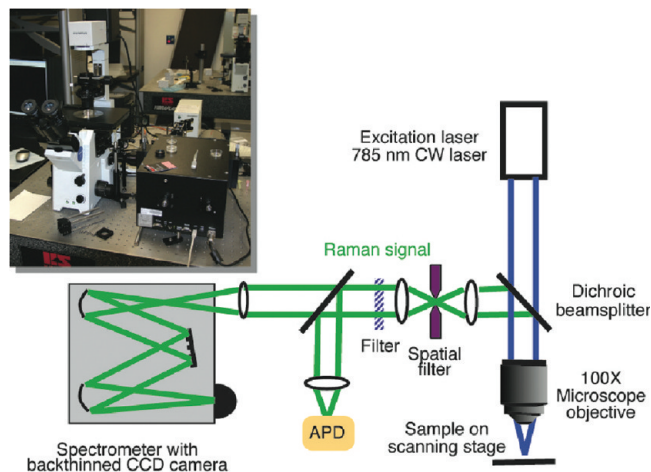 Excitation laser
785 nm CW laser
Raman signal
Dichroic
beamsplitter
Filter
Spatial
filter
100X
Microscope
objective
APD
Sample on
scanning stage
Spectrometer with
backthinned CCD camera